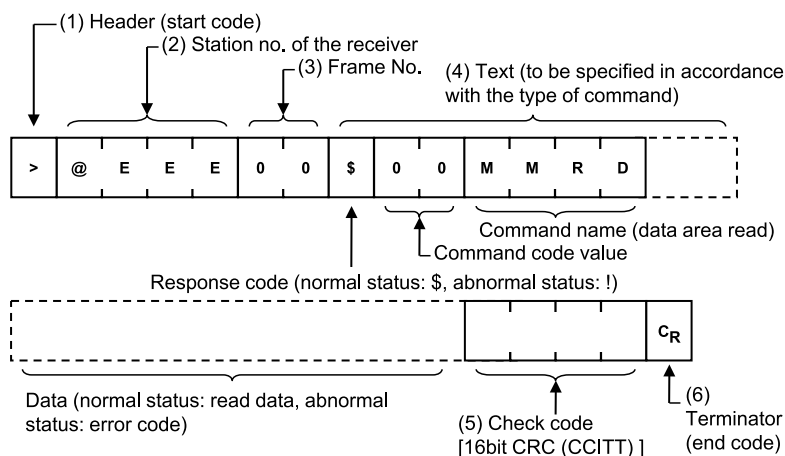 (1) Header (start code)
(2) Station no. of the receiver
(3) Frame No.
(4) Text (to be specified in accordance
with the type of command)
> @ E E E 0 0 $ 0 0 M M R D
Command name (data area read)
Command code value
Response code (normal status: $, abnormal status: !)
CR
Data (normal status: read data, abnormal
status: error code)
(5) Check code
[16bit CRC (CCITT) ]
(6)
Terminator
(end code)